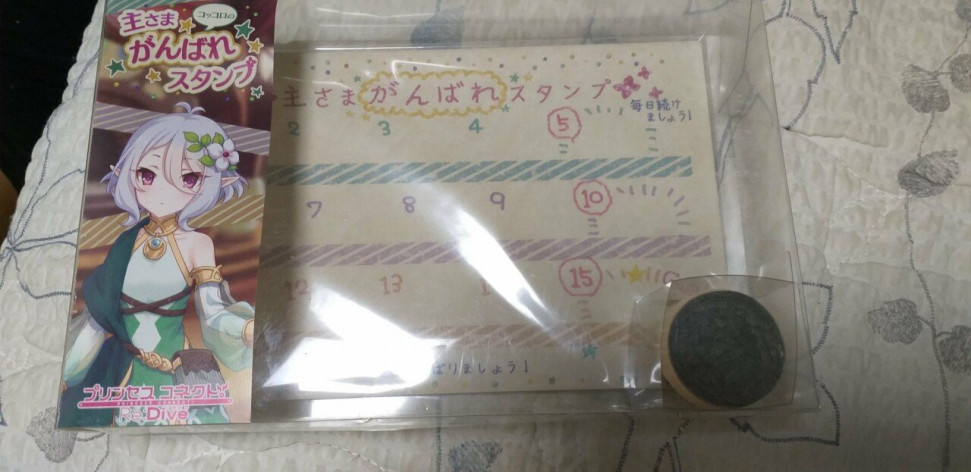 主さま
コッコロの
がんばれ
スタンプ
主さまがんばれスタンプ
毎日続け
ましょう!
2 3 4 5
7 8 9 10
12 13 15
ばりましょう!
プリンセスコネクト!
PRINCESS CONNECT!
Re:Dive